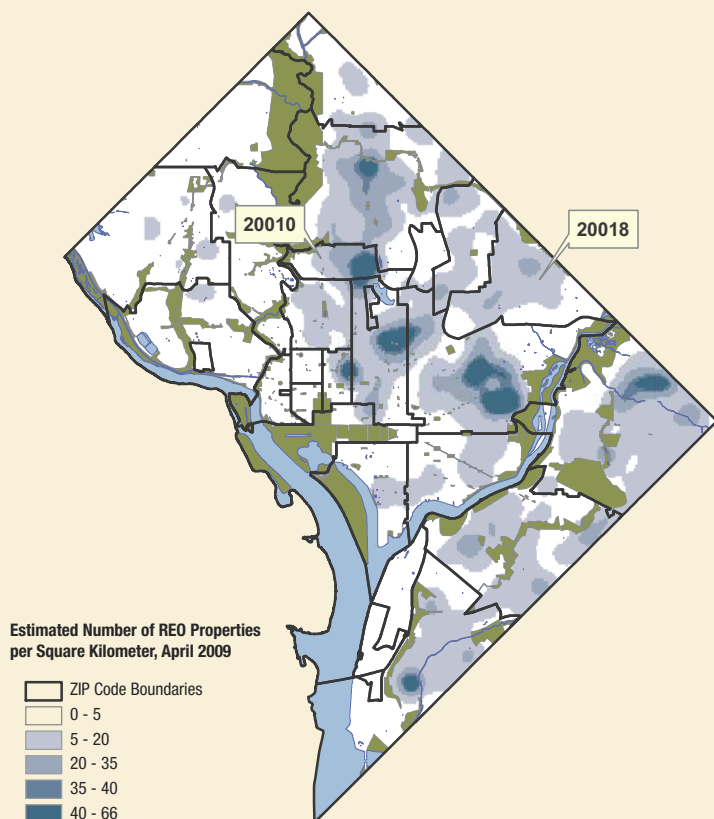 20010
20018
Estimated Number of REO Properties
per Square Kilometer, April 2009
ZIP Code Boundaries
0 - 5
5 - 20
20 - 35
35 - 40
40 - 66